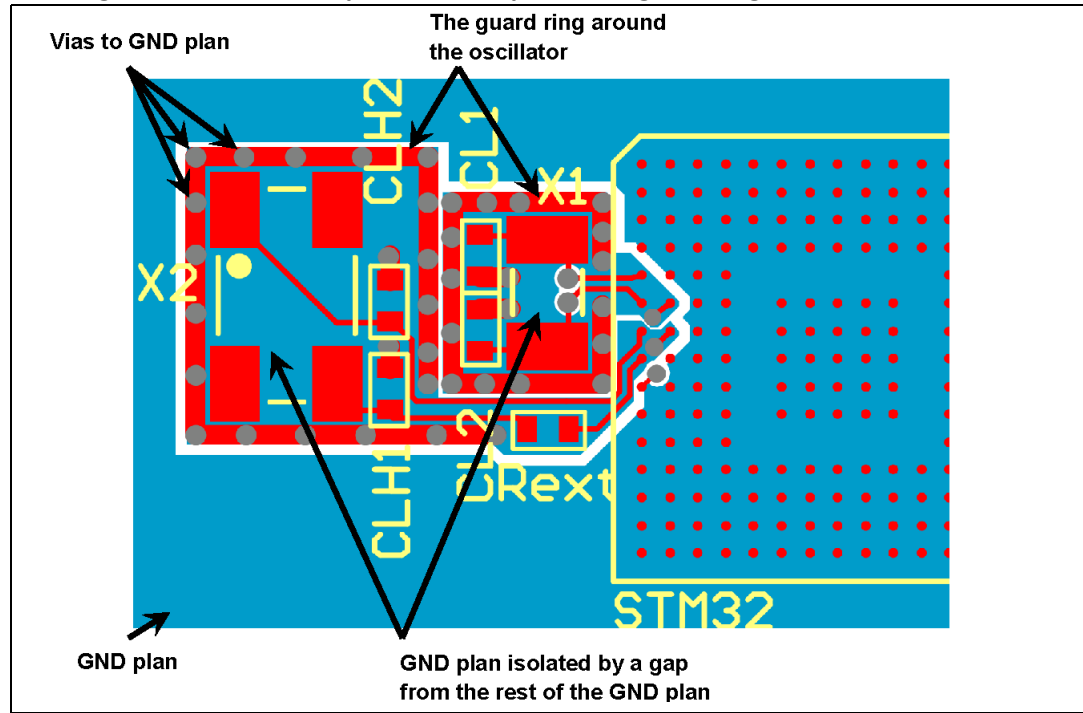 The guard ring around
the oscillator
Vias to GND plan
CLH2
CL1
X1
X2
CLH1
CL2
Rext
STM32
GND plan
GND plan isolated by a gap
from the rest of the GND plan